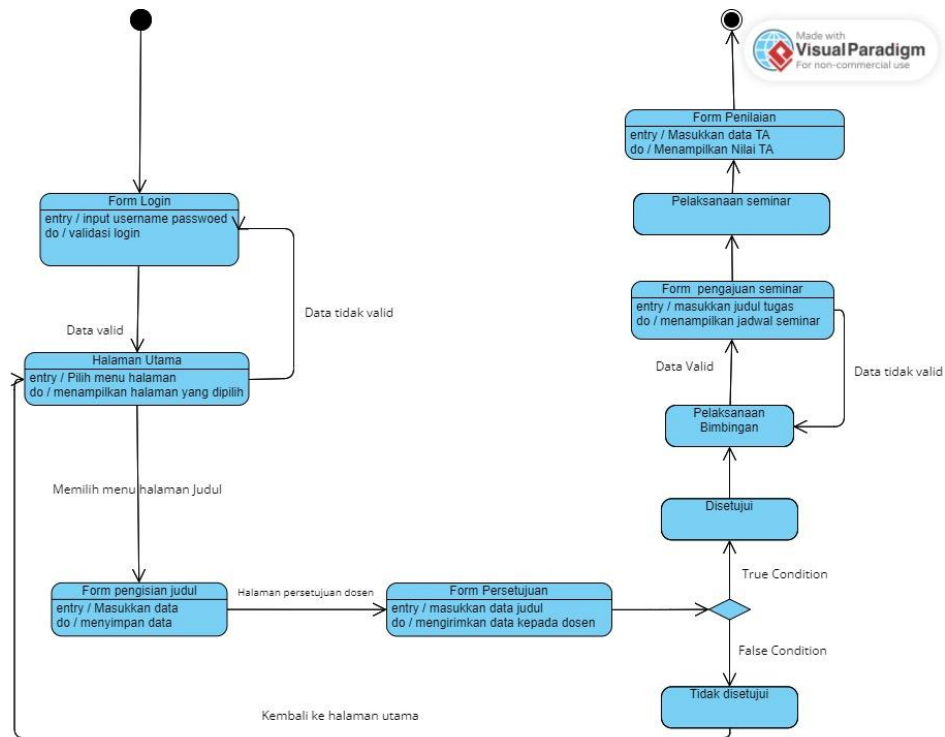 Made with
Visual Paradigm
For non-commercial use
Form Login
entry / input username passwoed
do / validasi login
Data valid
Data tidak valid
Halaman Utama
entry / Pilih menu halaman
do / menampilkan halaman yang dipilih
Memilih menu halaman Judul
Form pengisian judul
entry / Masukkan data
do / menyimpan data
Halaman persetujuan dosen
Form Persetujuan
entry / masukkan data judul
do / mengirimkan data kepada dosen
True Condition
False Condition
Tidak disetujui
Kembali ke halaman utama
Disetujui
Pelaksanaan
Bimbingan
Data Valid
Data tidak valid
Form pengajuan seminar
entry / masukkan judul tugas
do / menampilkan jadwal seminar
Pelaksanaan seminar
Form Penilaian
entry / Masukkan data TA
do / Menampilkan Nilai TA